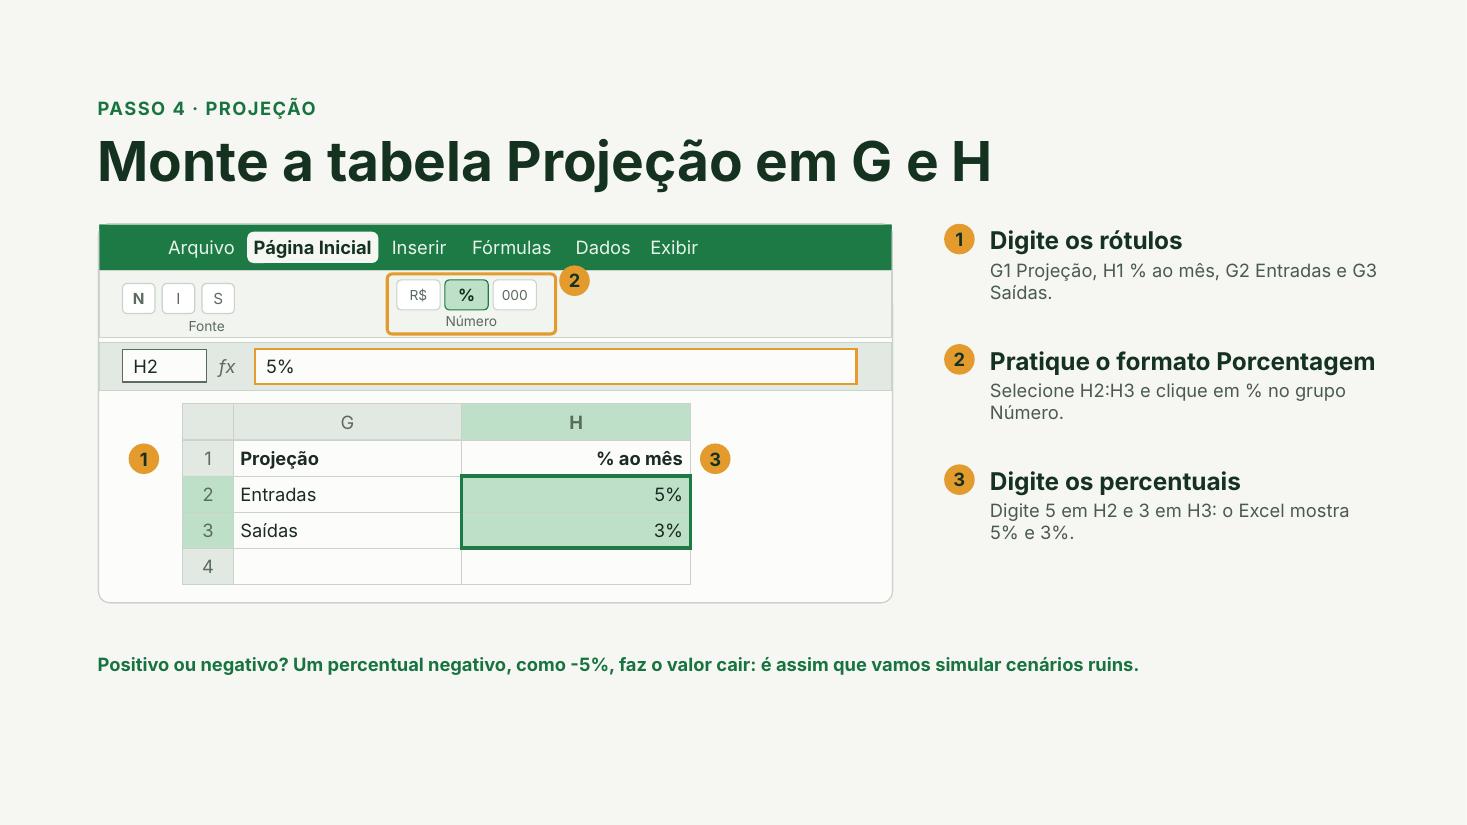 PASSO 4 · PROJEÇÃO
Monte a tabela Projeção em G e H
Arquivo Página Inicial Inserir Fórmulas Dados Exibir
N I S
Fonte
R$ % 000
Número
2
H2 fx 5%
G H
1 1 Projeção % ao mês 3
2 Entradas 5%
3 Saídas 3%
4
1 Digite os rótulos
G1 Projeção, H1 % ao mês, G2 Entradas e G3
Saídas.
2 Pratique o formato Porcentagem
Selecione H2:H3 e clique em % no grupo
Número.
3 Digite os percentuais
Digite 5 em H2 e 3 em H3: o Excel mostra
5% e 3%.
Positivo ou negativo? Um percentual negativo, como -5%, faz o valor cair: é assim que vamos simular cenários ruins.